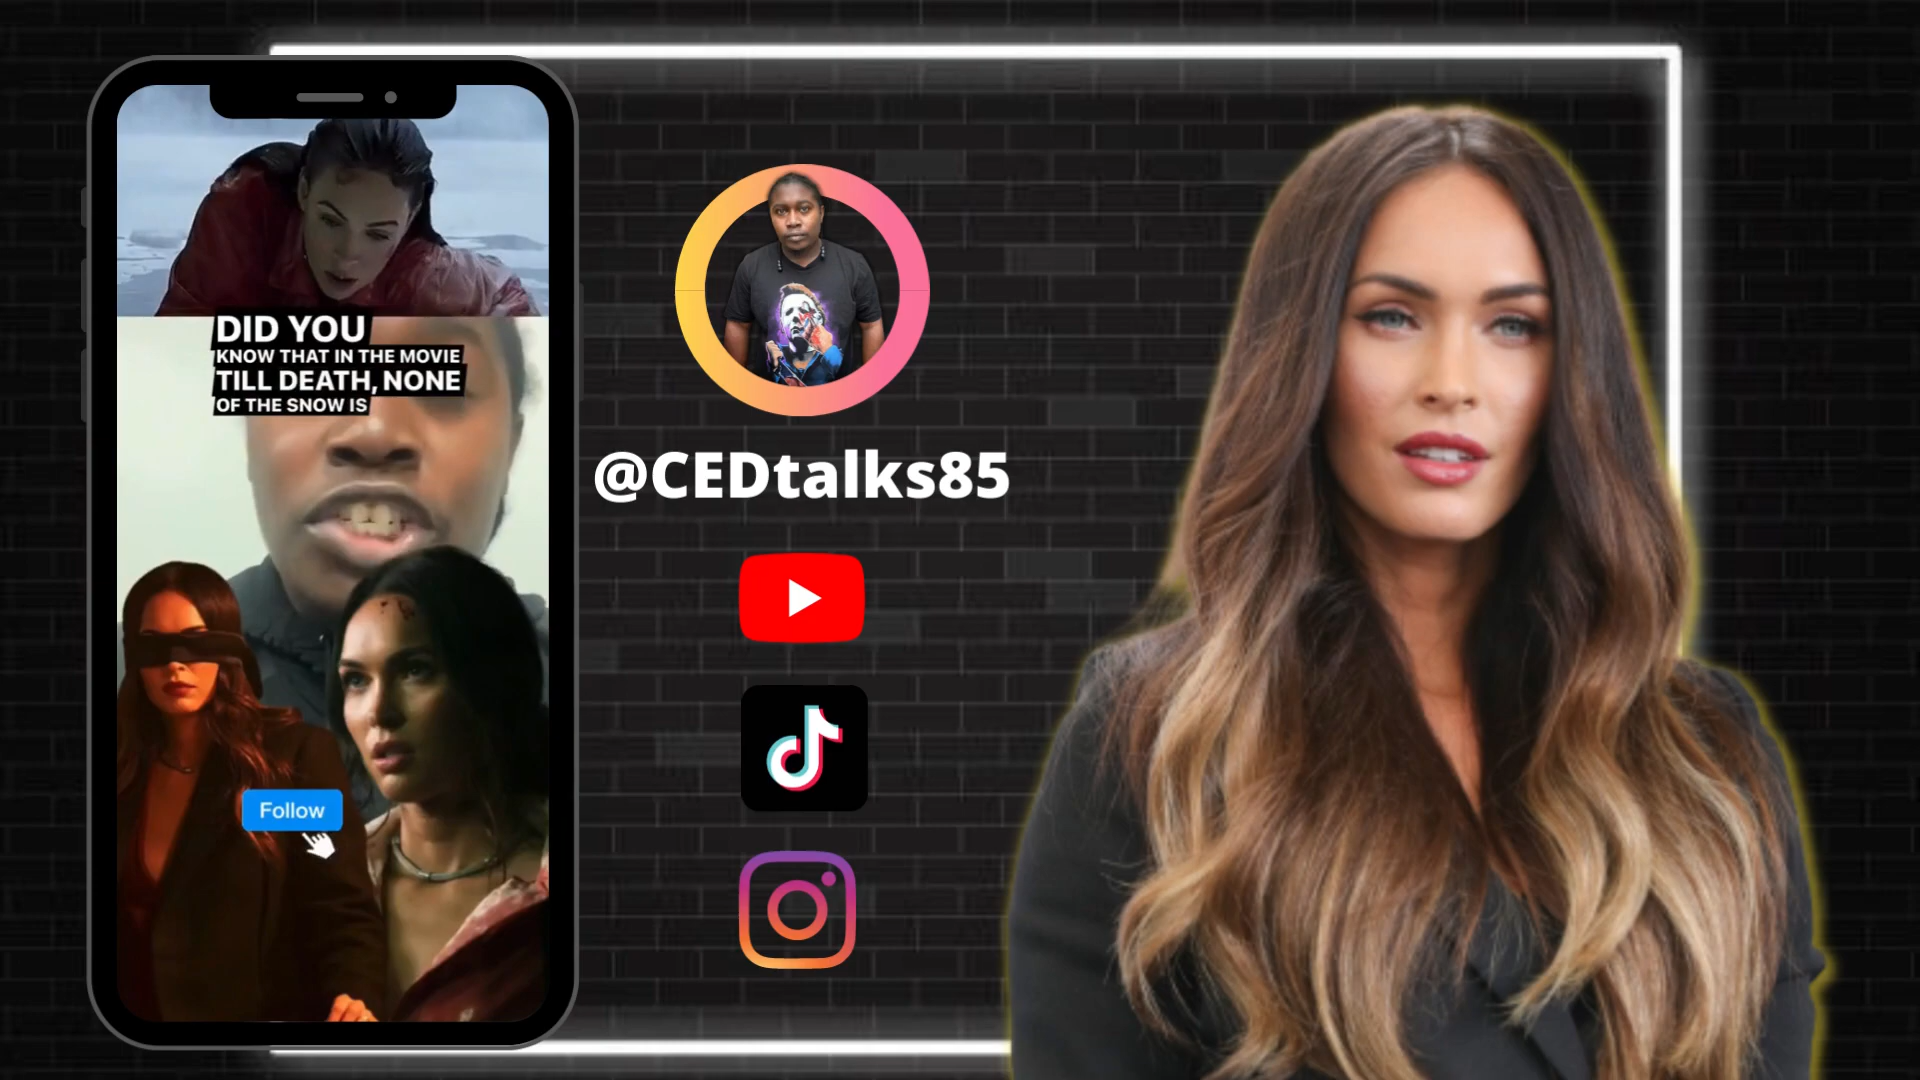 DID YOU
KNOW THAT IN THE MOVIE
TILL DEATH, NONE
OF THE SNOW IS
Follow
@CEDtalks85